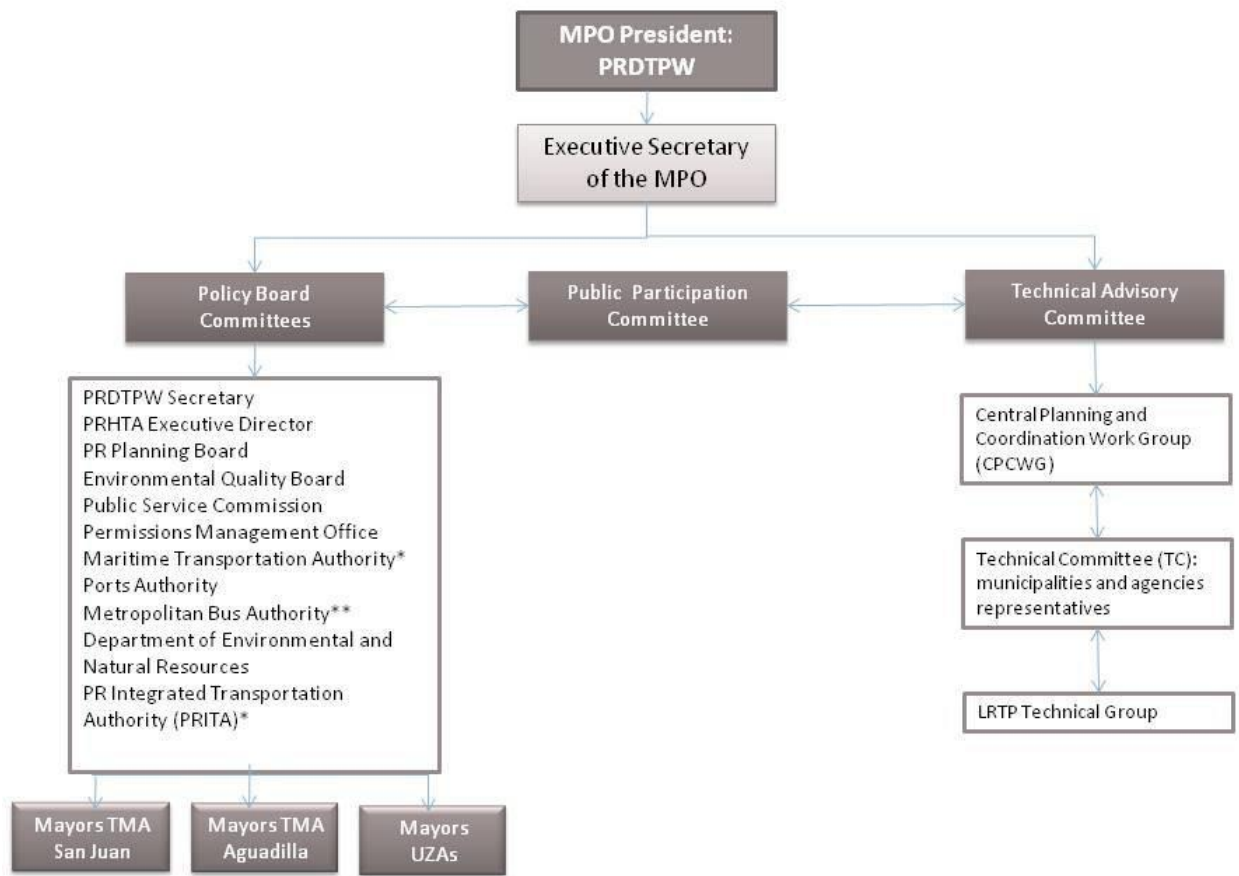 MPO President:
PRDTPW
Executive Secretary
of the MPO
Policy Board
Committees
Public Participation
Committee
Technical Advisory
Committee
PRDTPW Secretary
PRHTA Executive Director
PR Planning Board
Environmental Quality Board
Public Service Commission
Permissions Management Office
Maritime Transportation Authority*
Ports Authority
Metropolitan Bus Authority**
Department of Environmental and
Natural Resources
PR Integrated Transportation
Authority (PRITA)*
Central Planning and
Coordination Work Group
(CPCWG)
Technical Committee (TC):
municipalities and agencies
representatives
LRTP Technical Group
Mayors TMA
San Juan
Mayors TMA
Aguadilla
Mayors
UZAs